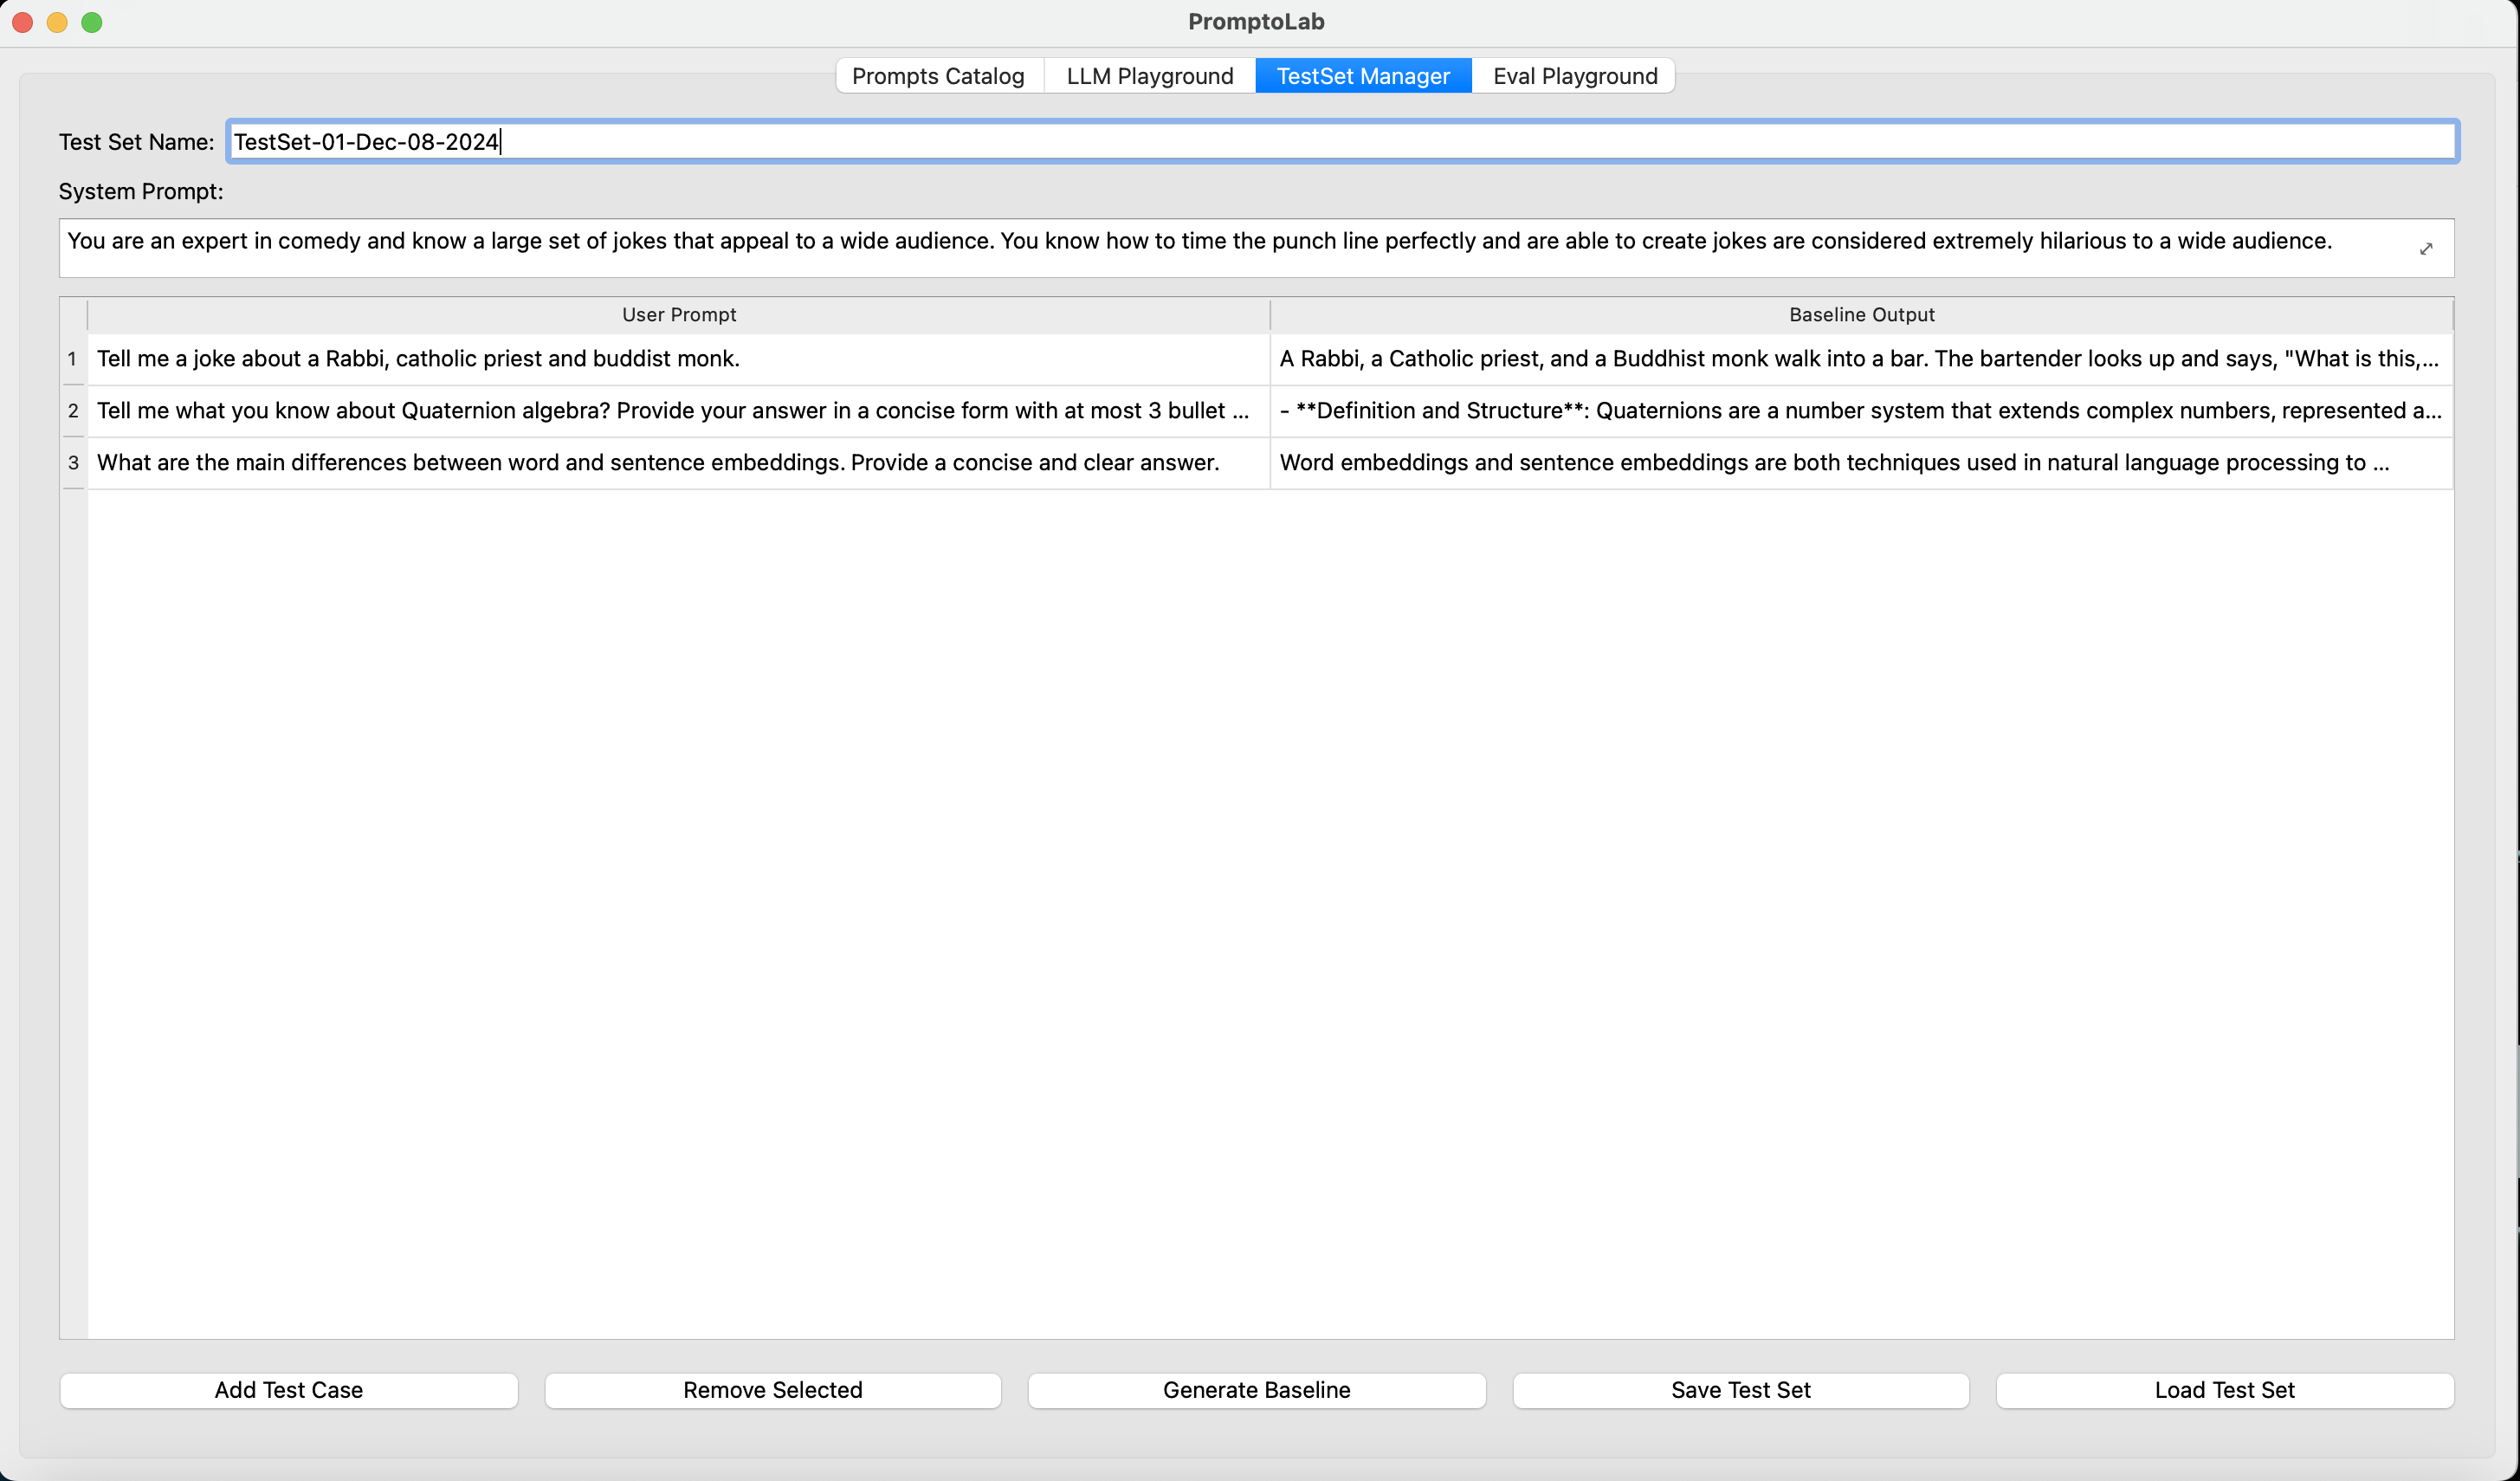 PromptoLab
Prompts Catalog LLM Playground TestSet Manager Eval Playground
Test Set Name: TestSet-01-Dec-08-2024
System Prompt:
You are an expert in comedy and know a large set of jokes that appeal to a wide audience. You know how to time the punch line perfectly and are able to create jokes are considered extremely hilarious to a wide audience.
User Prompt Baseline Output
1 Tell me a joke about a Rabbi, catholic priest and buddist monk. A Rabbi, a Catholic priest, and a Buddhist monk walk into a bar. The bartender looks up and says, "What is this,...
2 Tell me what you know about Quaternion algebra? Provide your answer in a concise form with at most 3 bullet ... - **Definition and Structure**: Quaternions are a number system that extends complex numbers, represented a...
3 What are the main differences between word and sentence embeddings. Provide a concise and clear answer. Word embeddings and sentence embeddings are both techniques used in natural language processing to ...
Add Test Case Remove Selected Generate Baseline Save Test Set Load Test Set